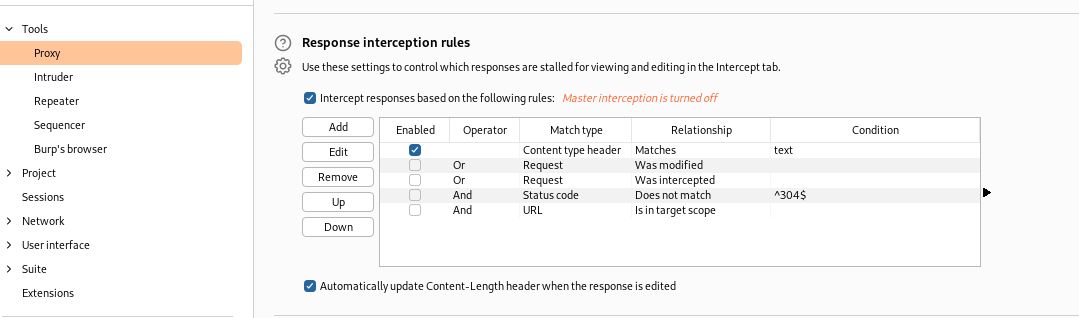 Tools
Proxy
Intruder
Repeater
Sequencer
Burp's browser
Project
Sessions
Network
User interface
Suite
Extensions
Response interception rules
Use these settings to control which responses are stalled for viewing and editing in the Intercept tab.
Intercept responses based on the following rules: Master interception is turned off
Add
Edit
Remove
Up
Down
Enabled Operator Match type Relationship Condition
Content type header Matches text
Or Request Was modified
Or Request Was intercepted
And Status code Does not match ^304$
And URL Is in target scope
Automatically update Content-Length header when the response is edited